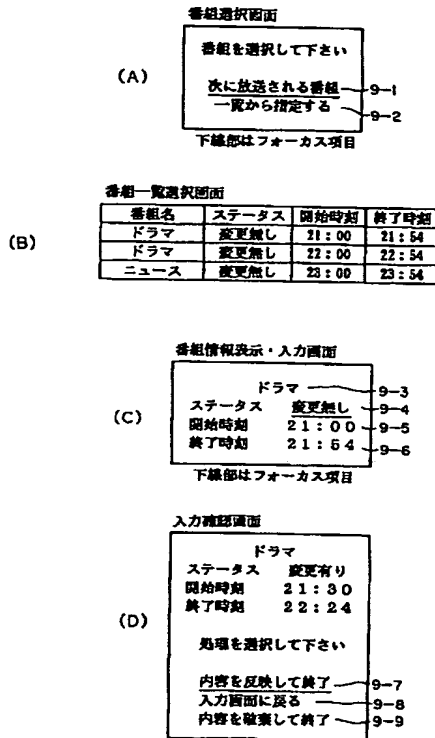 番組選択画面
(A)
番組を選択して下さい
次に放送される番組 9-1
一覧から指定する 9-2
下線部はフォーカス項目
番組一覧選択画面
(B)
番組名 ステータス 開始時刻 終了時刻
ドラマ 変更無し 21:00 21:54
ドラマ 変更無し 22:00 22:54
ニュース 変更無し 23:00 23:54
番組情報表示・入力画面
(C)
ドラマ 9-3
ステータス 変更無し 9-4
開始時刻 21:00 9-5
終了時刻 21:54 9-6
下線部はフォーカス項目
入力確認画面
(D)
ドラマ
ステータス 変更有り
開始時刻 21:30
終了時刻 22:24
処理を選択して下さい
内容を反映して終了 9-7
入力画面に戻る 9-8
内容を破棄して終了 9-9